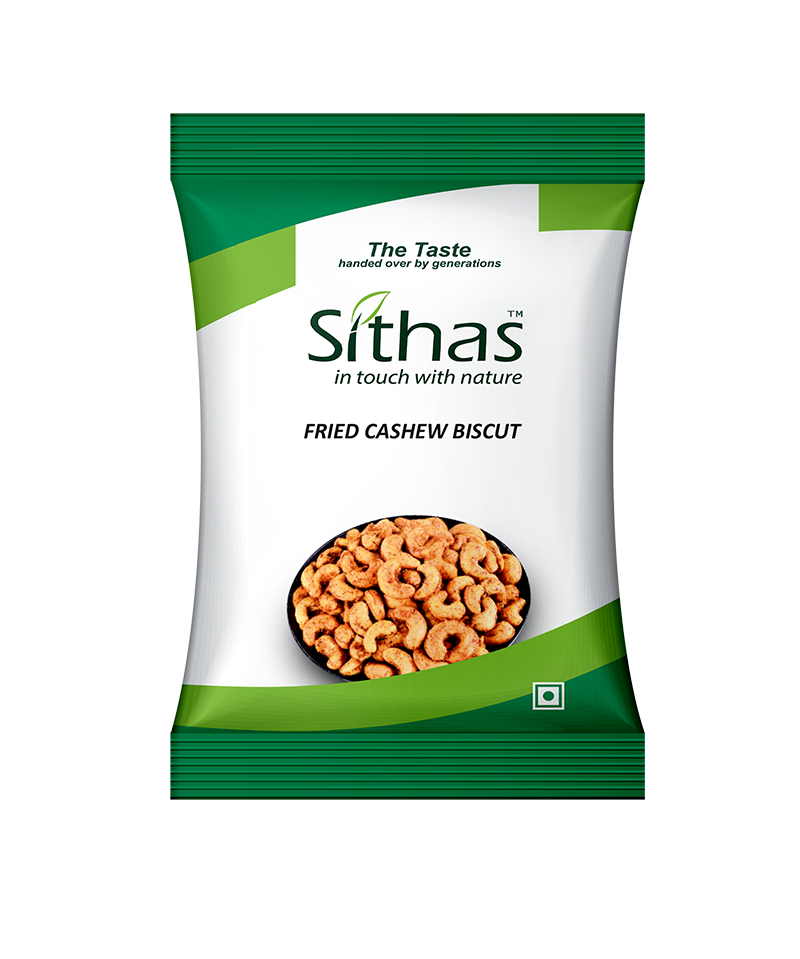 The Taste
handed over by generations
Sithas™
in touch with nature
FRIED CASHEW BISCUT